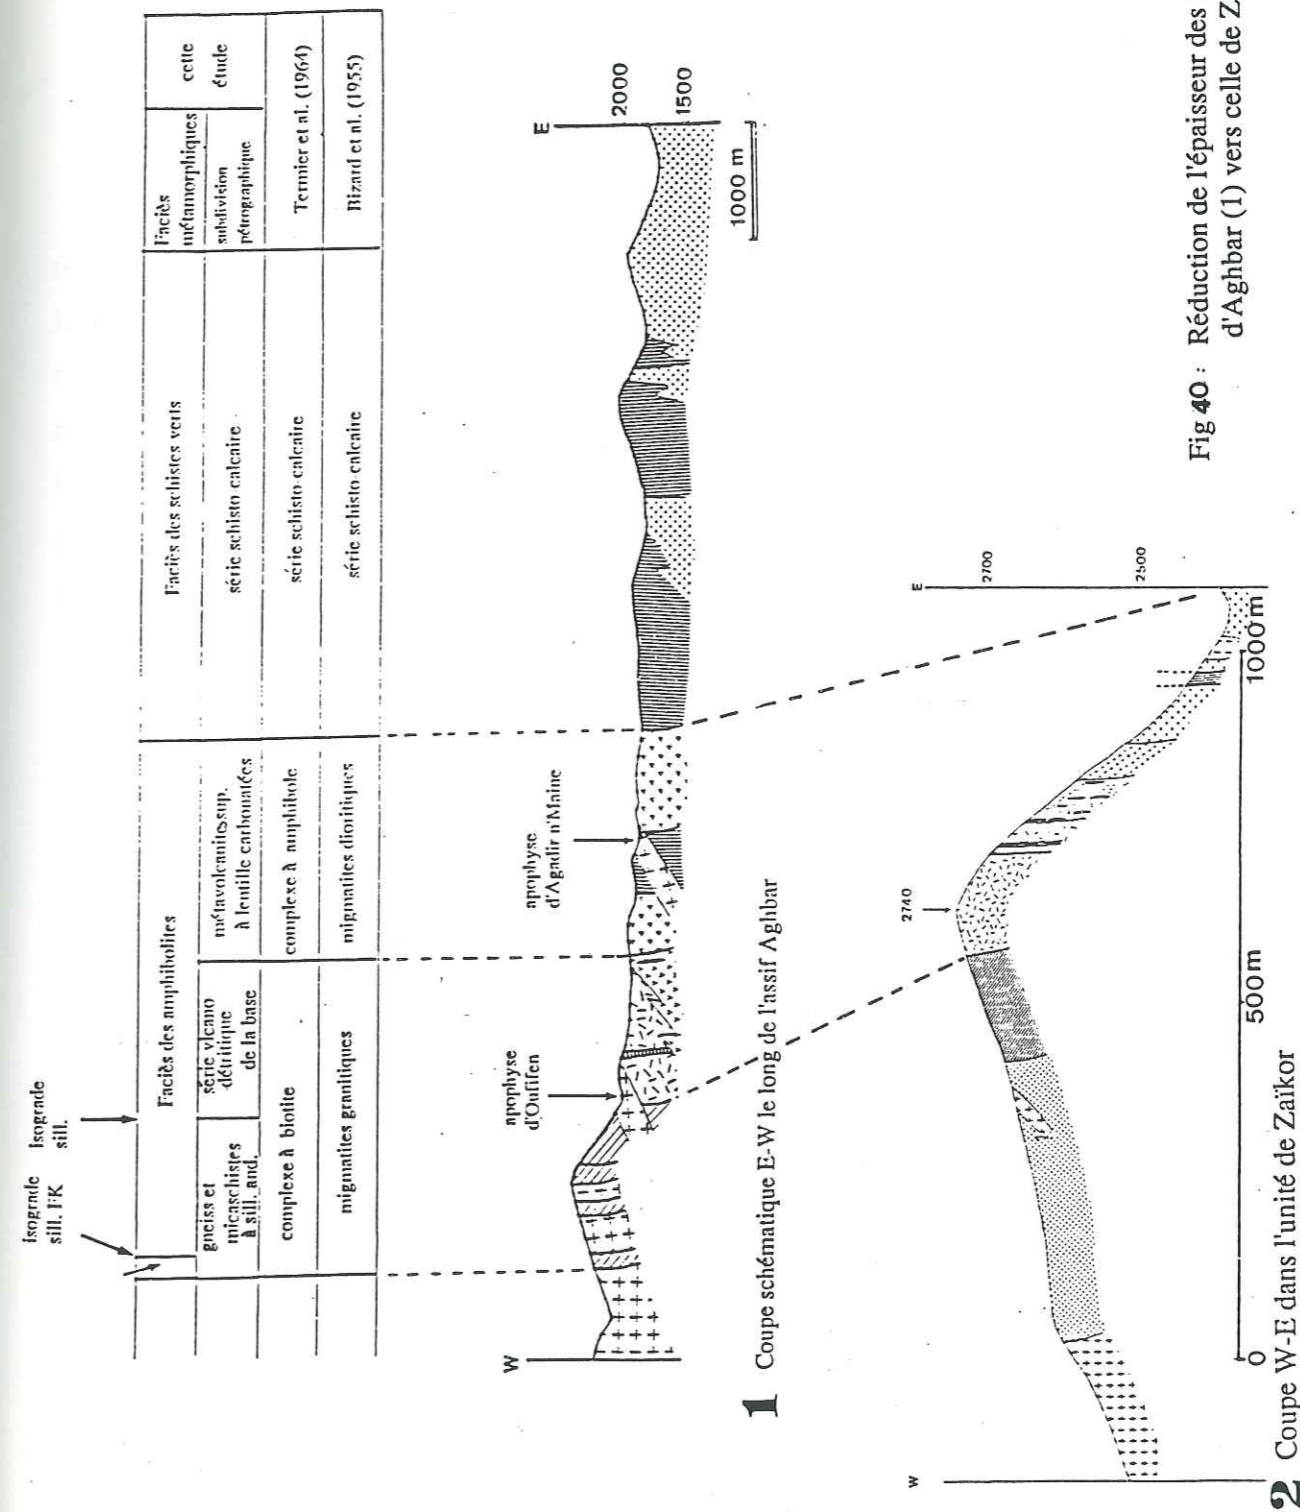 Isograde
sill. FK
Isograde
sill.
Faciès des amphibolites
Faciès des schistes verts
Faciès
métamorphiques
cette
étude
gneiss et
micaschistes
à sill. and.
série vlcano
détritique
de la base
métavolcanites sup.
à lentille carbonatées
série schisto-calcaire
subdivision
pétrographique
complexe à biotite
complexe à amphibole
série schisto-calcaire
Termier et al. (1964)
migmatites granitiques
migmatites dioritiques
série schisto-calcaire
Bizard et al. (1955)
W
apophyse
d'Oufifen
apophyse
d'Agadir n'Maine
E
2000
1500
1000 m
1 Coupe schématique E-W le long de l'assif Aghbar
W
2740
E
2700
2500
0
500m
1000m
2 Coupe W-E dans l'unité de Zaïkor
Fig 40 : Réduction de l'épaisseur des
d'Aghbar (1) vers celle de Z